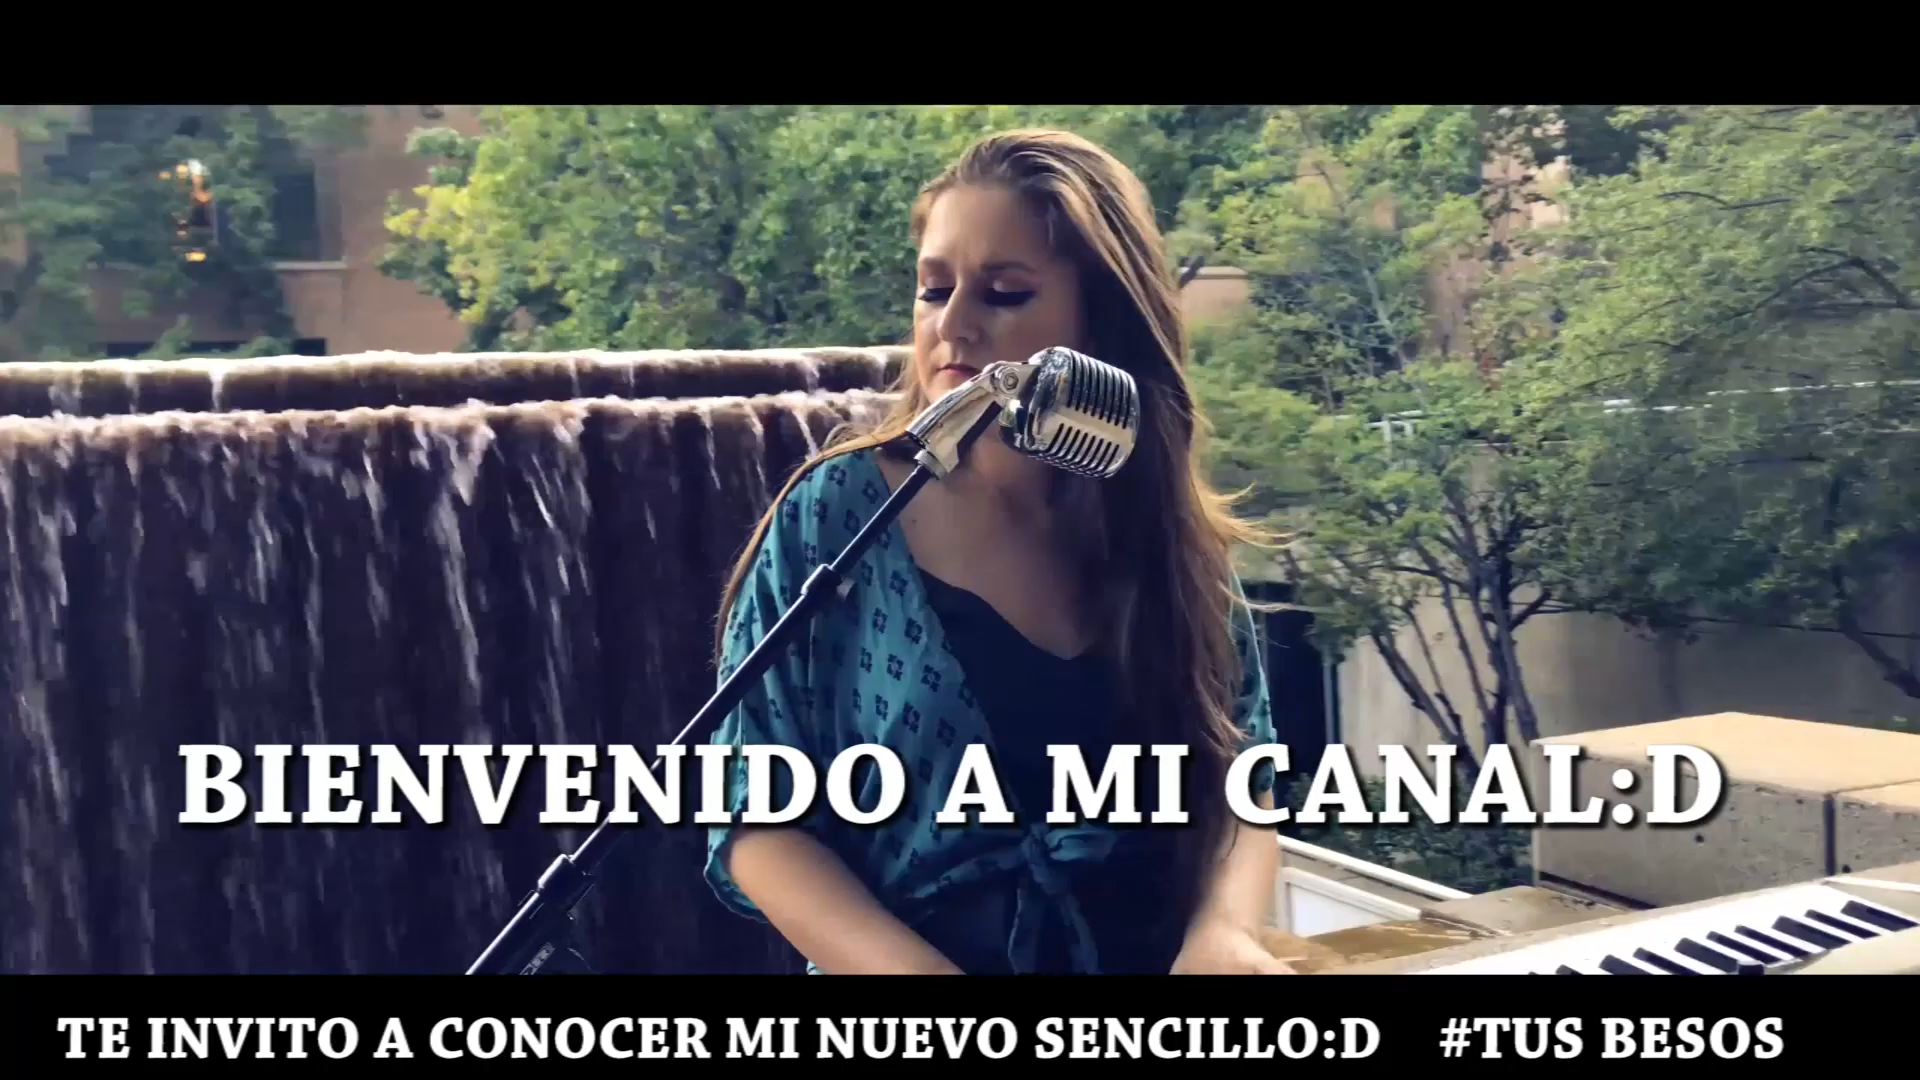 BIENVENIDO A MI CANAL:D
TE INVITO A CONOCER MI NUEVO SENCILLO:D #TUS BESOS